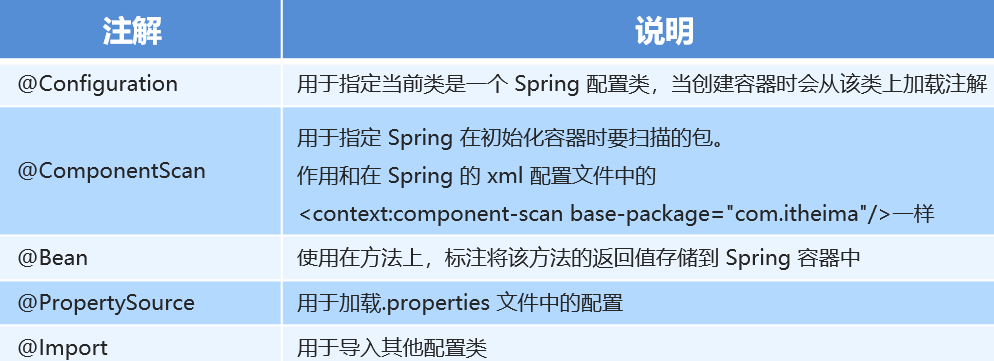 注解 说明
@Configuration 用于指定当前类是一个 Spring 配置类，当创建容器时会从该类上加载注解
@ComponentScan
用于指定 Spring 在初始化容器时要扫描的包。
作用和在 Spring 的 xml 配置文件中的
<context:component-scan base-package="com.itheima"/>一样
@Bean 使用在方法上，标注将该方法的返回值存储到 Spring 容器中
@PropertySource 用于加载.properties 文件中的配置
@Import 用于导入其他配置类